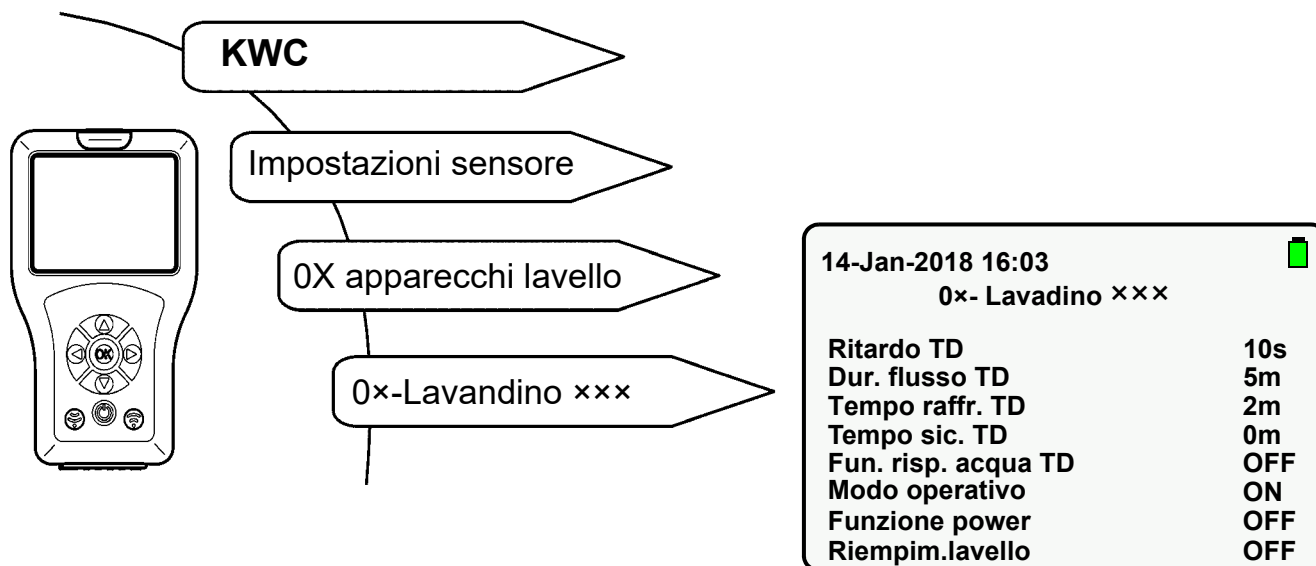 KWC
Impostazioni sensore
0X apparecchi lavello
0×-Lavandino ×××
OK
14-Jan-2018 16:03
0×- Lavadino ×××
Ritardo TD 10s
Dur. flusso TD 5m
Tempo raffr. TD 2m
Tempo sic. TD 0m
Fun. risp. acqua TD OFF
Modo operativo ON
Funzione power OFF
Riempim.lavello OFF